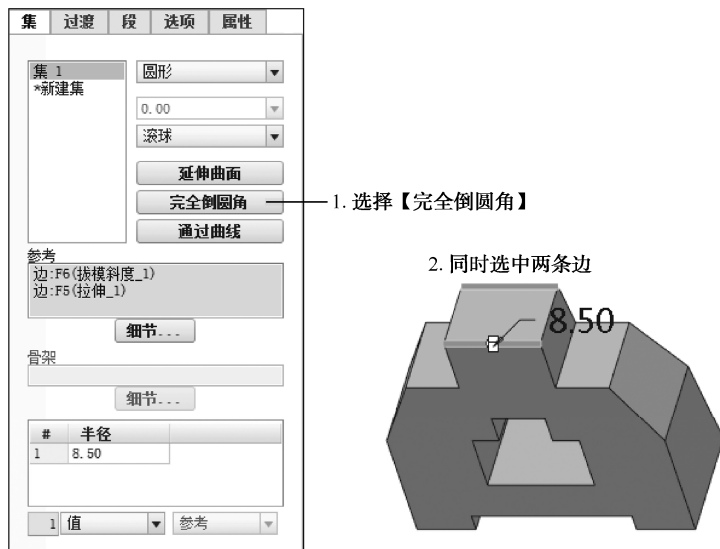 集 过渡 段 选项 属性
集 1
*新建集
圆形
0.00
滚球
延伸曲面
完全倒圆角
通过曲线
1. 选择【完全倒圆角】
参考
边:F6(拔模斜度_1)
边:F5(拉伸_1)
细节...
2. 同时选中两条边
8.50
骨架
细节...
# 半径
1 8.50
1 值 参考